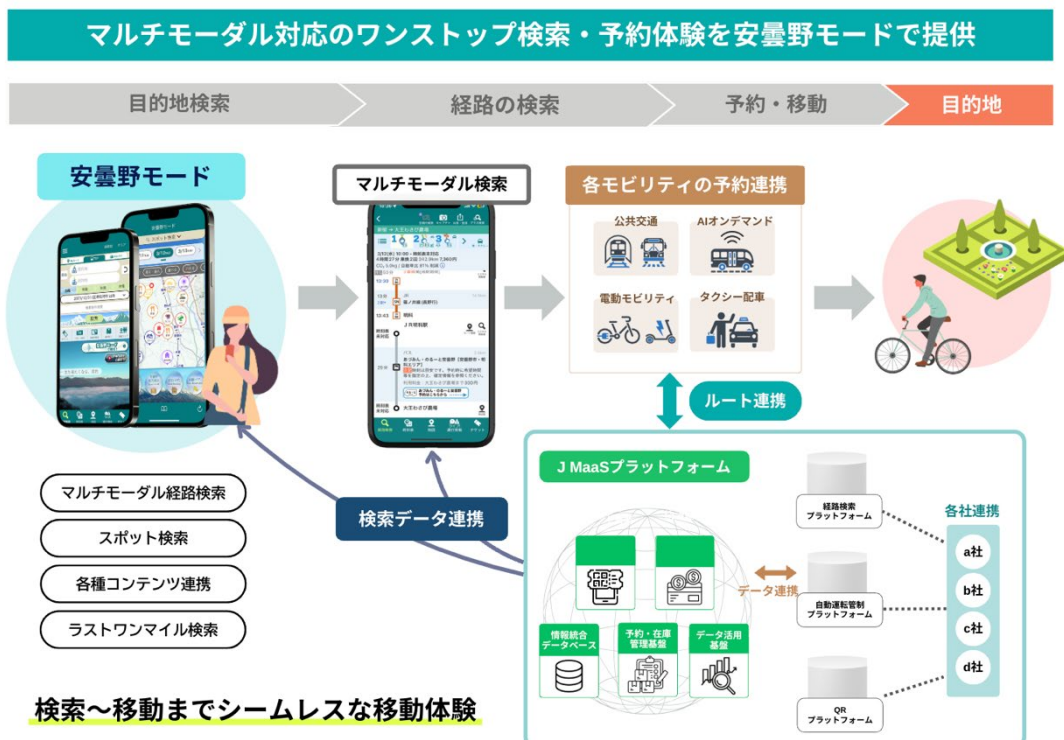 マルチモーダル対応のワンストップ検索・予約体験を安曇野モードで提供
目的地検索
経路の検索
予約・移動
目的地
安曇野モード
マルチモーダル検索
各モビリティの予約連携
公共交通
AIオンデマンド
電動モビリティ
タクシー配車
ルート連携
マルチモーダル経路検索
スポット検索
各種コンテンツ連携
ラストワンマイル検索
検索データ連携
J MaaSプラットフォーム
情報統合
データベース
予約・在庫
管理基盤
データ活用
基盤
データ連携
経路検索
プラットフォーム
自動運転管制
プラットフォーム
QR
プラットフォーム
各社連携
a社
b社
c社
d社
検索〜移動までシームレスな移動体験